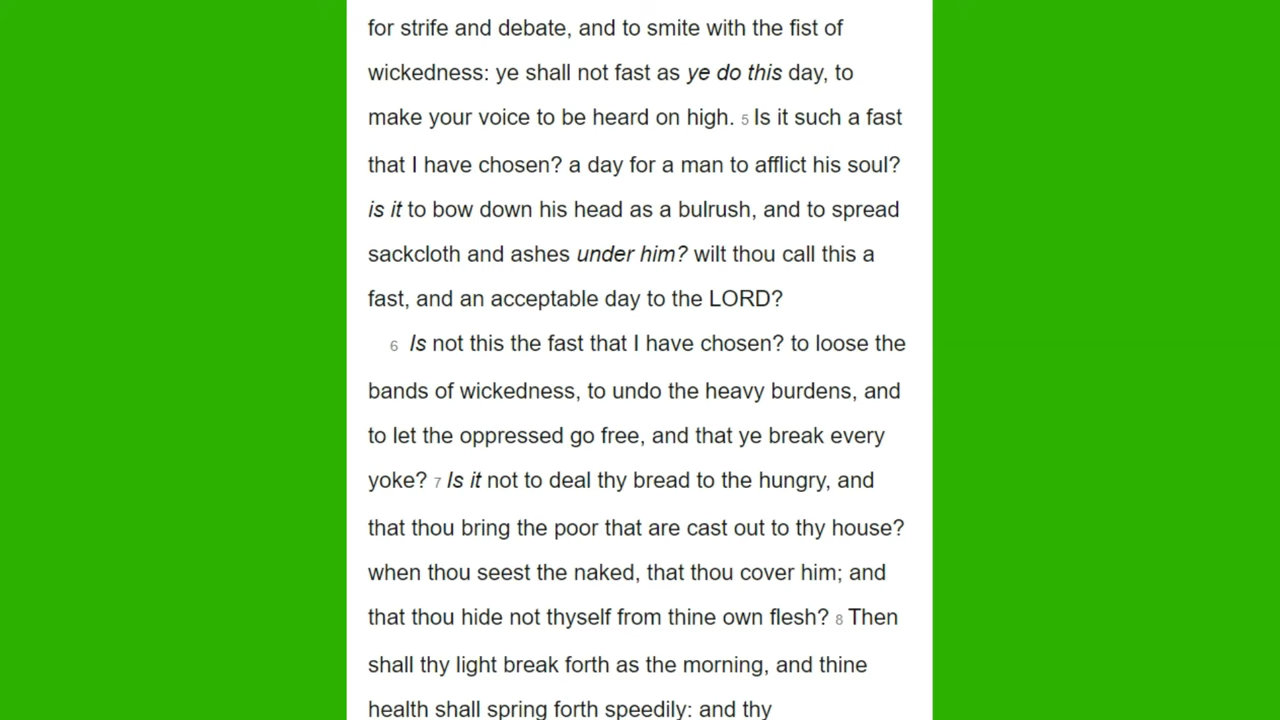 for strife and debate, and to smite with the fist of
wickedness: ye shall not fast as ye do this day, to
make your voice to be heard on high. 5 Is it such a fast
that I have chosen? a day for a man to afflict his soul?
is it to bow down his head as a bulrush, and to spread
sackcloth and ashes under him? wilt thou call this a
fast, and an acceptable day to the LORD?
6 Is not this the fast that I have chosen? to loose the
bands of wickedness, to undo the heavy burdens, and
to let the oppressed go free, and that ye break every
yoke? 7 Is it not to deal thy bread to the hungry, and
that thou bring the poor that are cast out to thy house?
when thou seest the naked, that thou cover him; and
that thou hide not thyself from thine own flesh? 8 Then
shall thy light break forth as the morning, and thine
health shall spring forth speedily: and thy